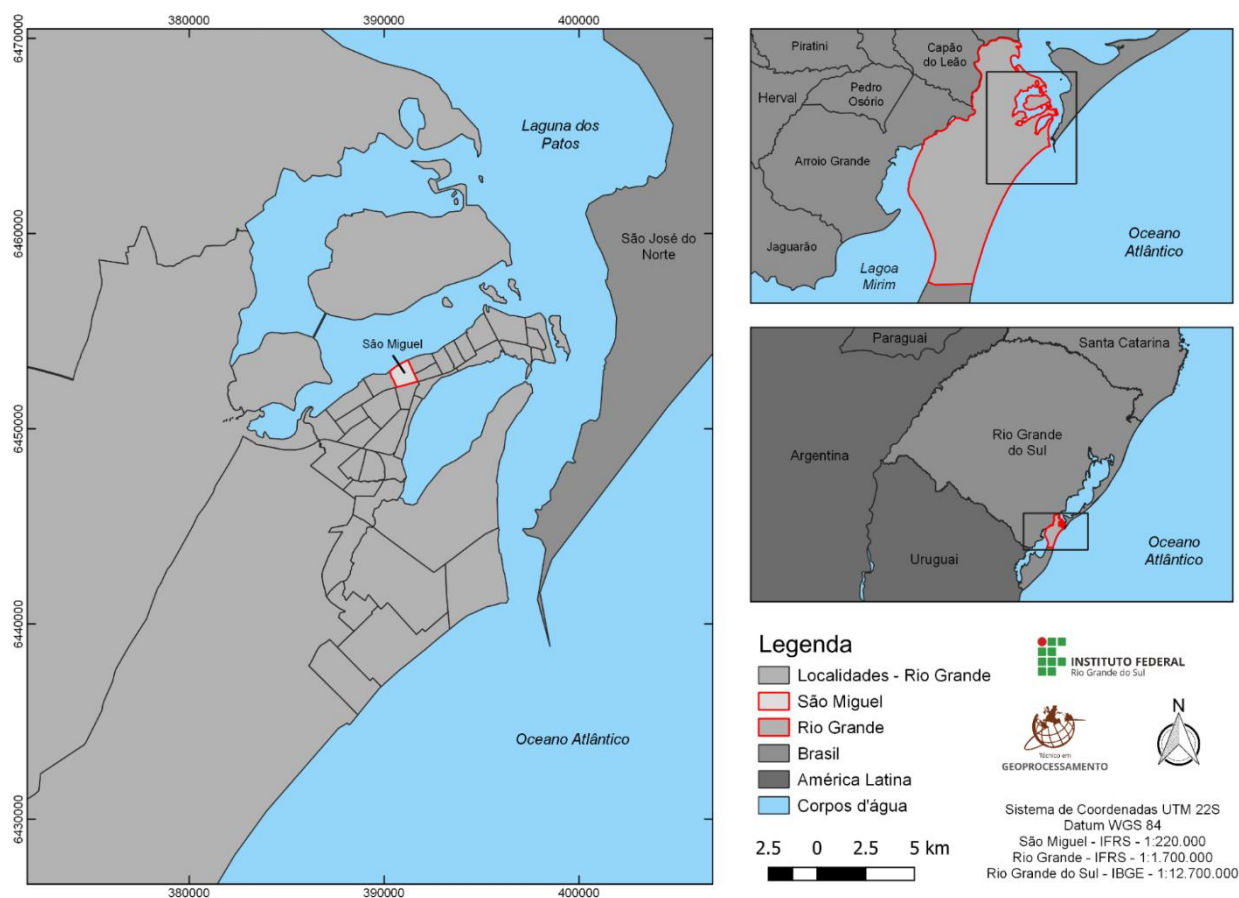 380000
390000
400000
6470000
6460000
6450000
6440000
6430000
Laguna dos
Patos
São José do
Norte
São Miguel
Oceano Atlântico
380000
390000
400000
Piratini
Capão
do Leão
Pedro
Osório
Herval
Arroio Grande
Jaguarão
Lagoa
Mirim
Oceano
Atlântico
Paraguai
Santa Catarina
Rio Grande
do Sul
Argentina
Uruguai
Oceano
Atlântico
Legenda
Localidades - Rio Grande
São Miguel
Rio Grande
Brasil
América Latina
Corpos d'água
2.5 0 2.5 5 km
INSTITUTO FEDERAL
Rio Grande do Sul
Técnico em
GEOPROCESSAMENTO
N
Sistema de Coordenadas UTM 22S
Datum WGS 84
São Miguel - IFRS - 1:220.000
Rio Grande - IFRS - 1:1.700.000
Rio Grande do Sul - IBGE - 1:12.700.000